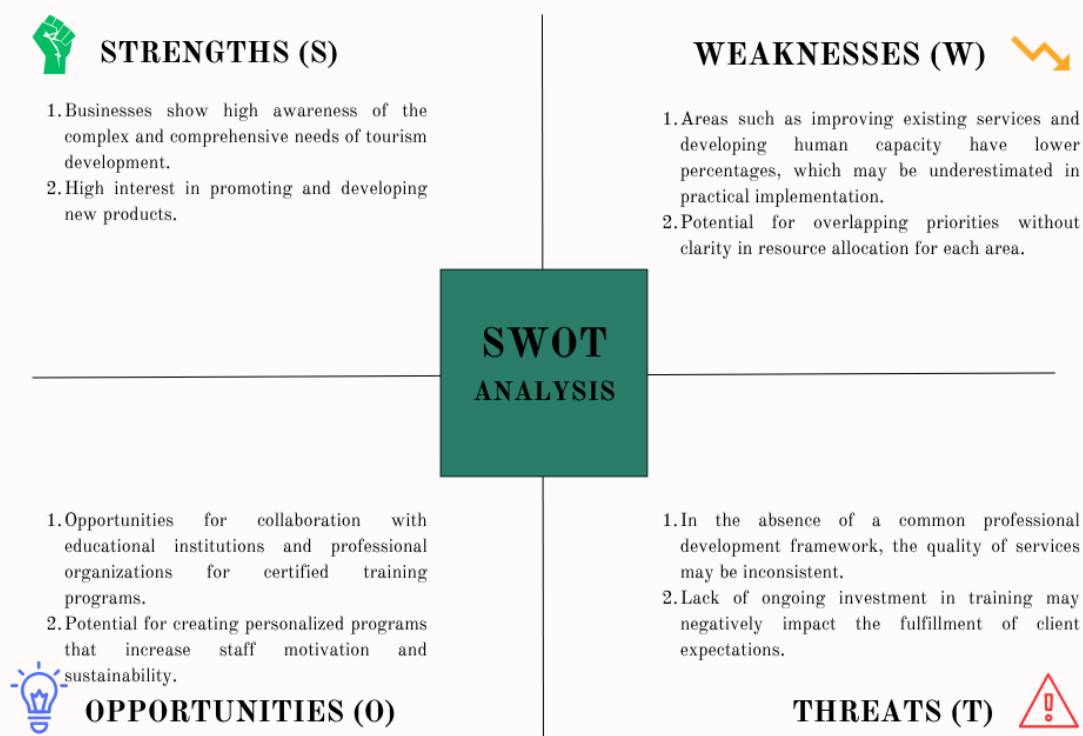 STRENGTHS (S)
1. Businesses show high awareness of the
complex and comprehensive needs of tourism
development.
2. High interest in promoting and developing
new products.
WEAKNESSES (W)
1. Areas such as improving existing services and
developing human capacity have lower
percentages, which may be underestimated in
practical implementation.
2. Potential for overlapping priorities without
clarity in resource allocation for each area.
SWOT
ANALYSIS
1. Opportunities for collaboration with
educational institutions and professional
organizations for certified training
programs.
2. Potential for creating personalized programs
that increase staff motivation and
sustainability.
OPPORTUNITIES (O)
1. In the absence of a common professional
development framework, the quality of services
may be inconsistent.
2. Lack of ongoing investment in training may
negatively impact the fulfillment of client
expectations.
THREATS (T)